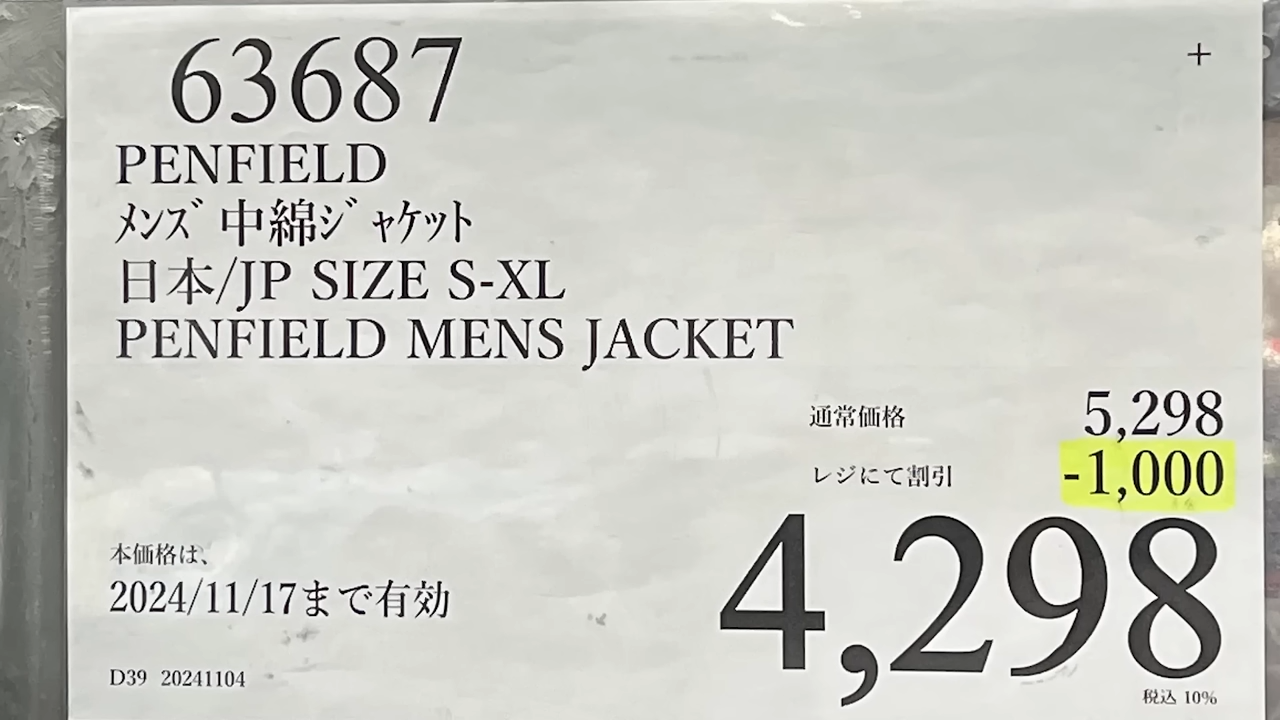 63687
+
PENFIELD
ﾒﾝｽﾞ中綿ｼﾞｬｹｯﾄ
日本/JP SIZE S-XL
PENFIELD MENS JACKET
通常価格 5,298
レジにて割引 -1,000
4,298
本価格は、
2024/11/17まで有効
D39 20241104
税込 10%